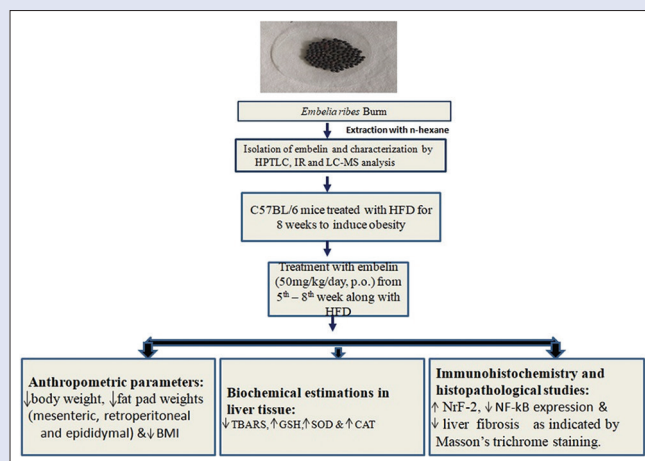 Embelia ribes Burm
Extraction with n-hexane
Isolation of embelin and characterization by
HPTLC, IR and LC-MS analysis
C57BL/6 mice treated with HFD for
8 weeks to induce obesity
Treatment with embelin
(50mg/kg/day, p.o.) from
5th – 8th week along with
HFD
Anthropometric parameters:
↓body weight, ↓fat pad weights
(mesenteric, retroperitoneal
and epididymal) &↓BMI
Biochemical estimations in
liver tissue:
↓TBARS,↑GSH,↑SOD & ↑CAT
Immunohistochemistry and
histopathological studies:
↑ NrF-2, ↓ NF-kB expression &
↓ liver fibrosis as indicated by
Masson's trichrome staining.